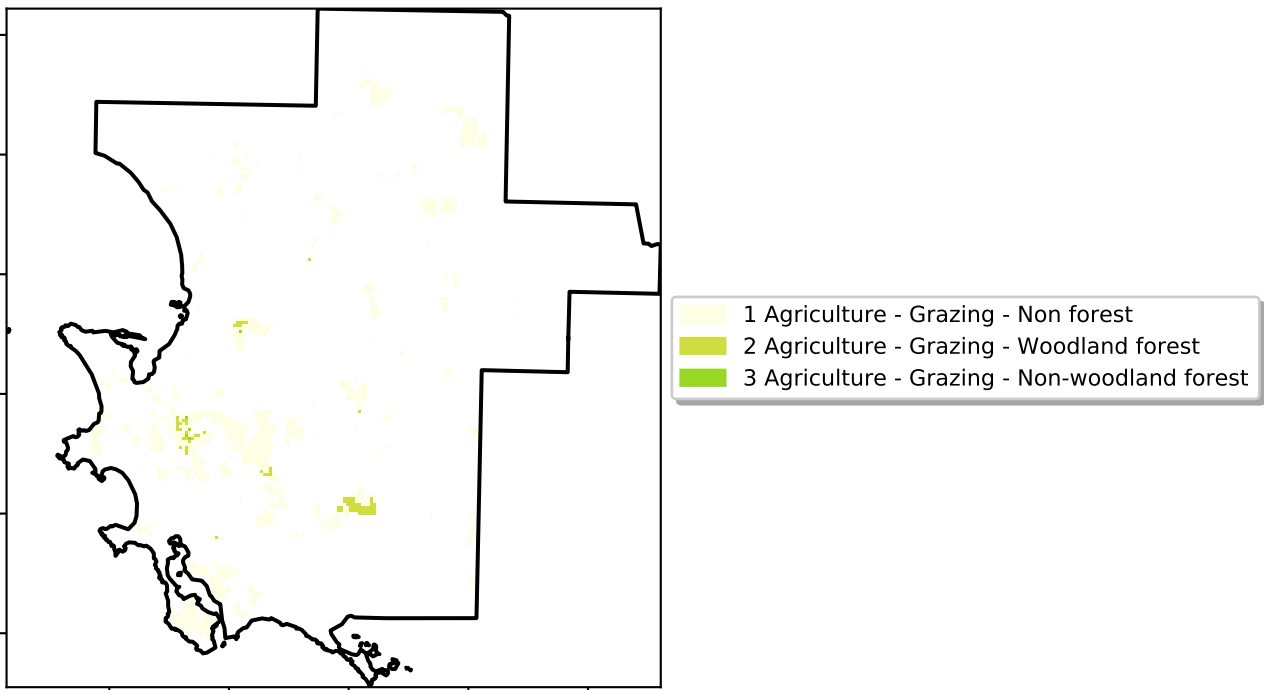 1 Agriculture - Grazing - Non forest
2 Agriculture - Grazing - Woodland forest
3 Agriculture - Grazing - Non-woodland forest